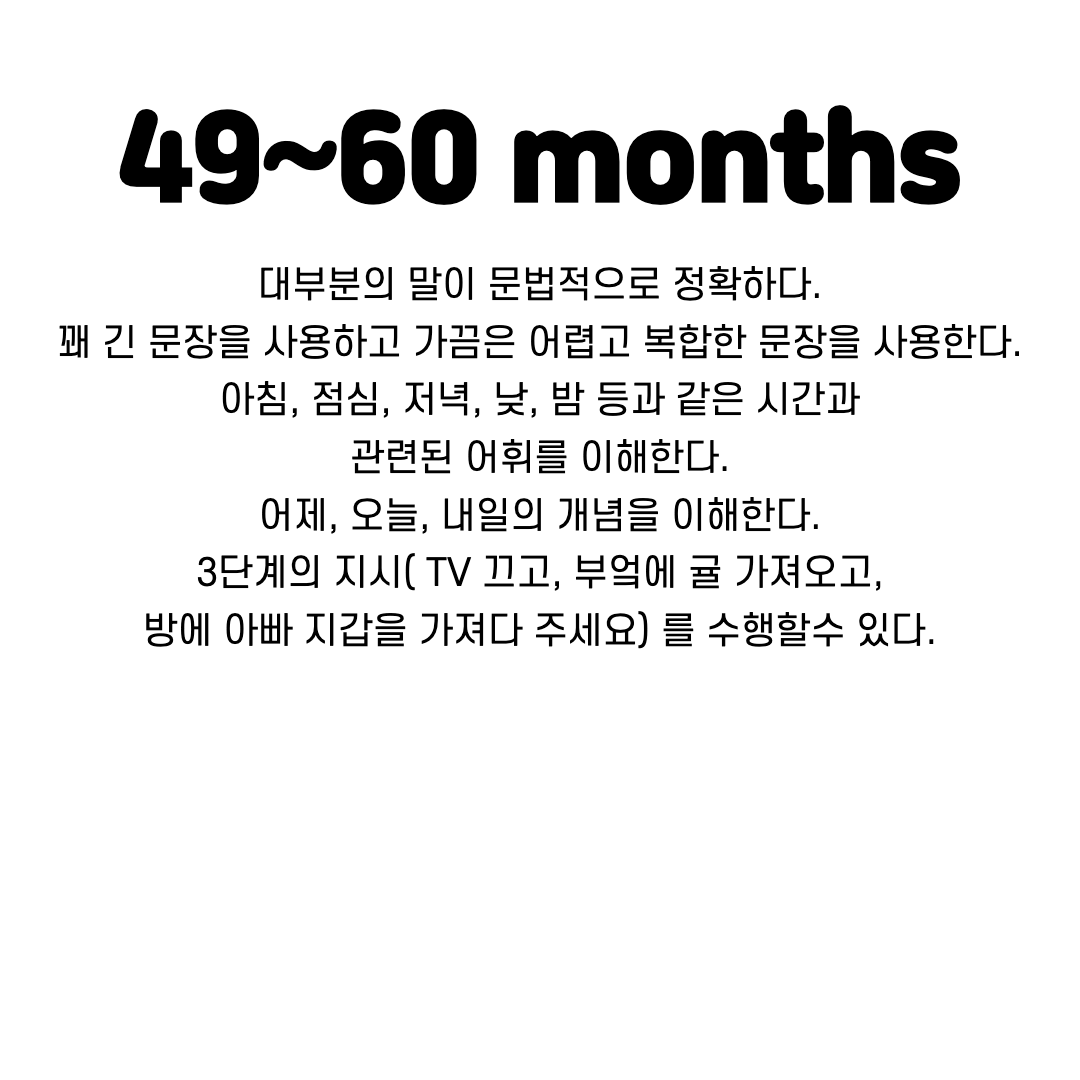 49~60 months
대부분의 말이 문법적으로 정확하다.
꽤 긴 문장을 사용하고 가끔은 어렵고 복합한 문장을 사용한다.
아침, 점심, 저녁, 낮, 밤 등과 같은 시간과
관련된 어휘를 이해한다.
어제, 오늘, 내일의 개념을 이해한다.
3단계의 지시( TV 끄고, 부엌에 귤 가져오고,
방에 아빠 지갑을 가져다 주세요) 를 수행할수 있다.